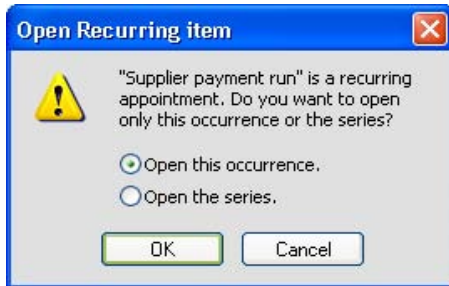 Open Recurring item
"Supplier payment run" is a recurring
appointment. Do you want to open
only this occurrence or the series?
Open this occurrence.
Open the series.
OK
Cancel